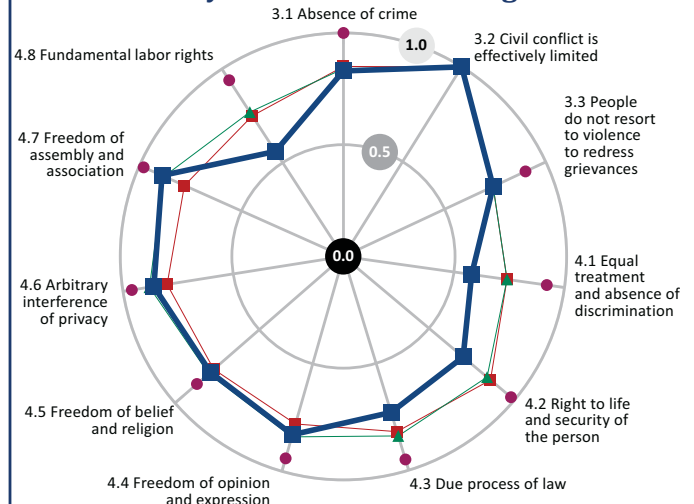 3.1 Absence of crime
1.0
3.2 Civil conflict is
effectively limited
4.8 Fundamental labor rights
3.3 People
do not resort
to violence
to redress
grievances
0.5
4.7 Freedom of
assembly and
association
0.0
4.1 Equal
treatment
and absence of
discrimination
4.6 Arbitrary
interference
of privacy
4.2 Right to life
and security of
the person
4.5 Freedom of belief
and religion
4.3 Due process of law
4.4 Freedom of opinion
and expression